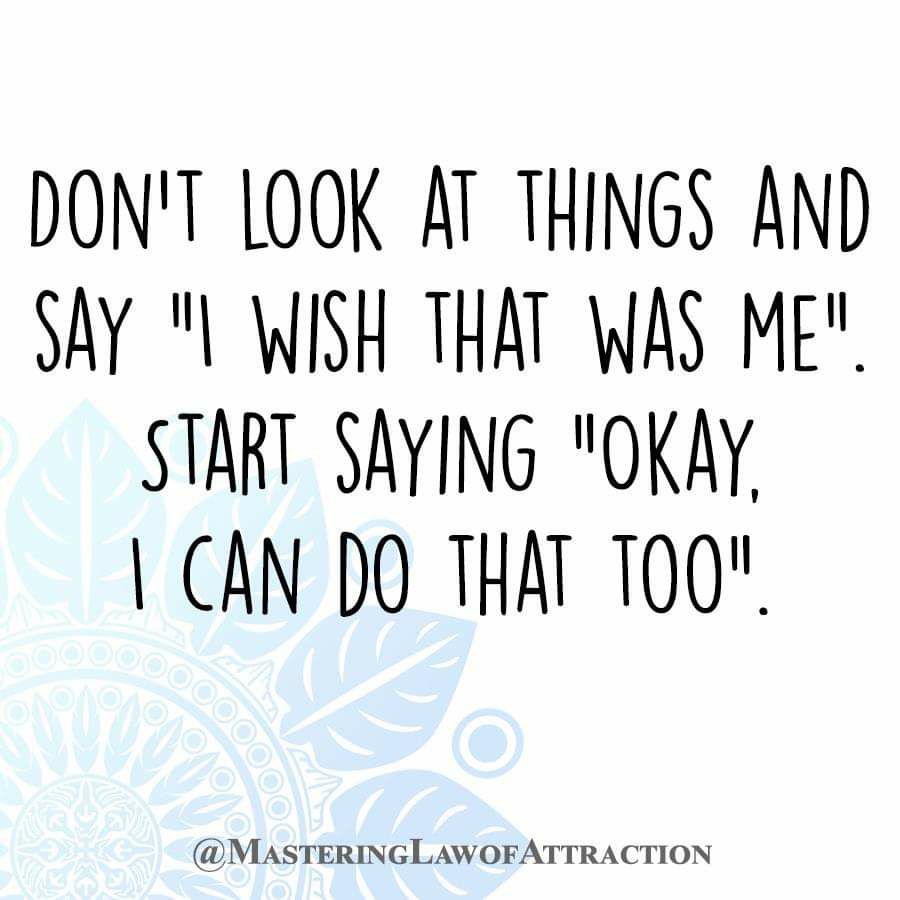 DON'T LOOK AT THINGS AND
SAY "I WISH THAT WAS ME".
START SAYING "OKAY,
I CAN DO THAT TOO".
@MASTERINGLAWOFATTRACTION